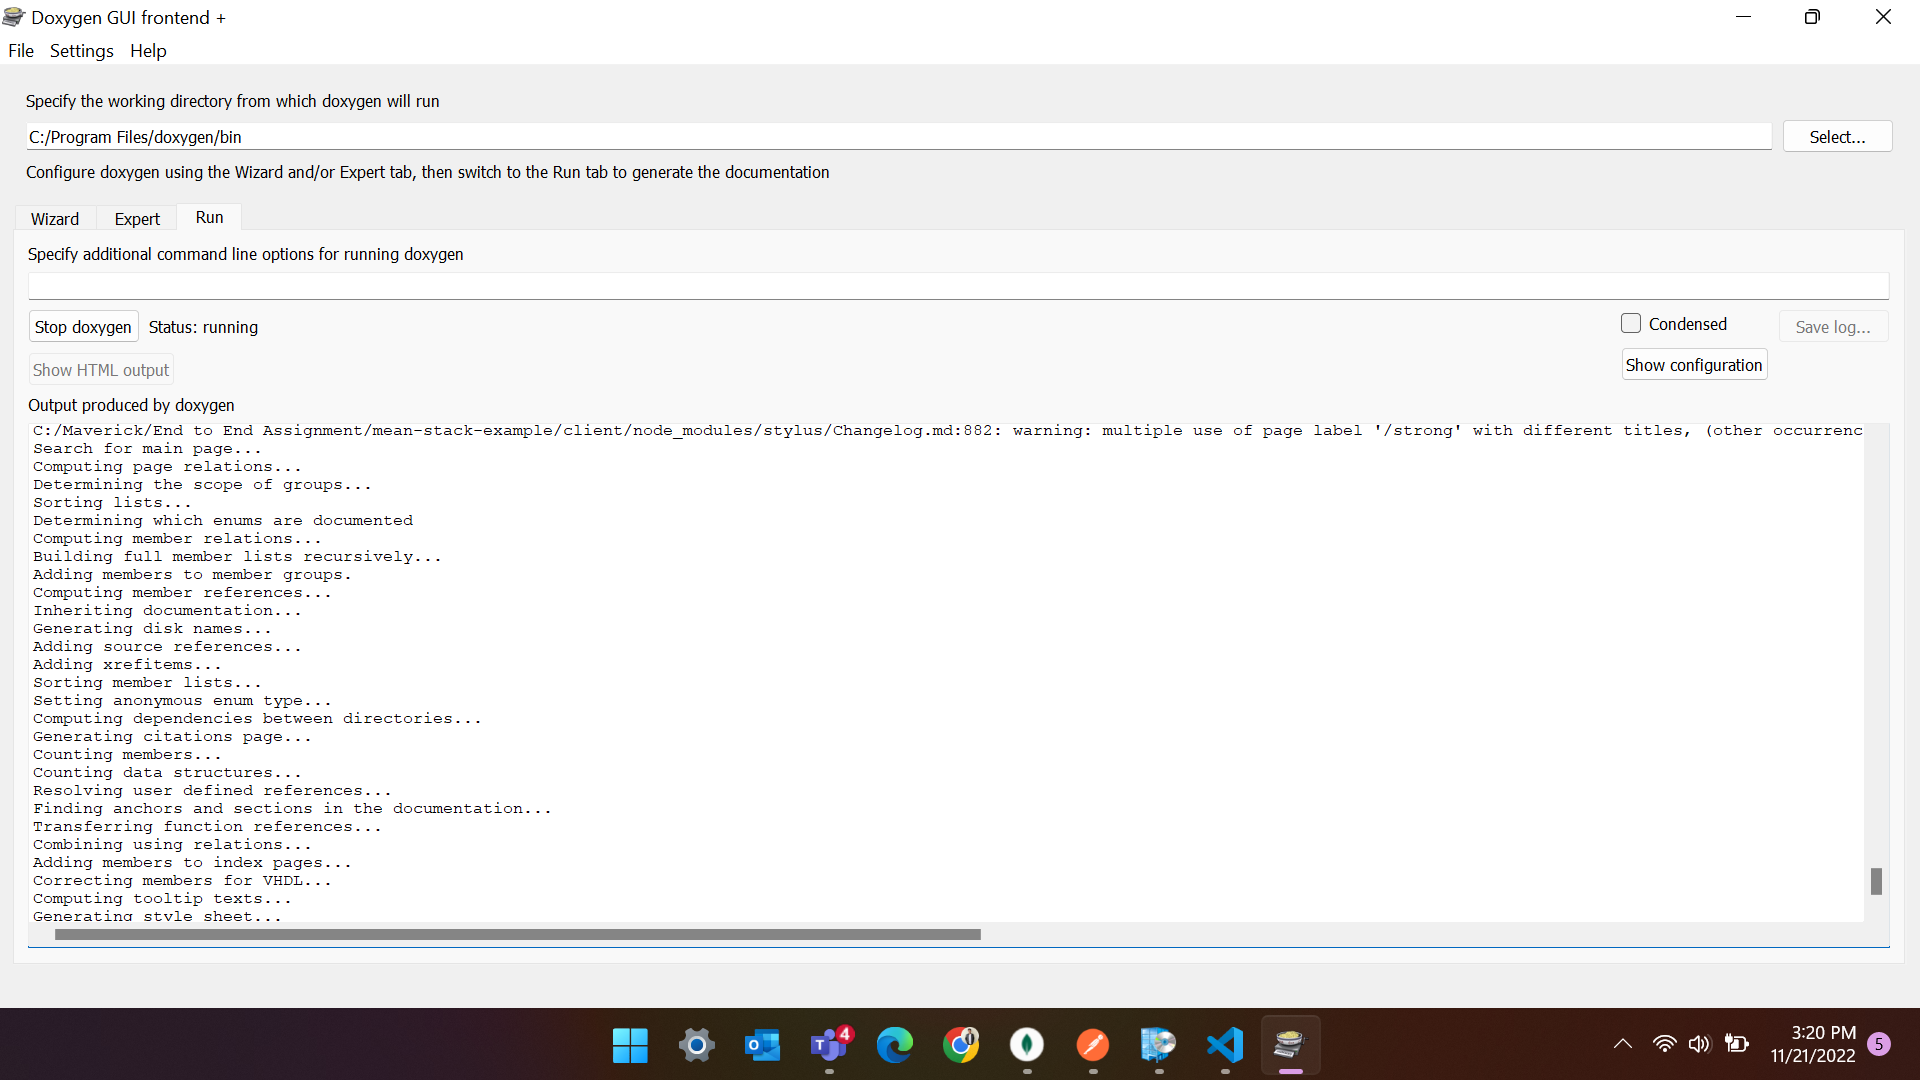 Doxygen GUI frontend +
File Settings Help
Specify the working directory from which doxygen will run
C:/Program Files/doxygen/bin
Select...
Configure doxygen using the Wizard and/or Expert tab, then switch to the Run tab to generate the documentation
Wizard Expert Run
Specify additional command line options for running doxygen
Stop doxygen Status: running
Condensed Save log...
Show HTML output
Show configuration
Output produced by doxygen
C:/Maverick/End to End Assignment/mean-stack-example/client/node_modules/stylus/Changelog.md:882: warning: multiple use of page label '/strong' with different titles, (other occurrenc
Search for main page...
Computing page relations...
Determining the scope of groups...
Sorting lists...
Determining which enums are documented
Computing member relations...
Building full member lists recursively...
Adding members to member groups.
Computing member references...
Inheriting documentation...
Generating disk names...
Adding source references...
Adding xrefitems...
Sorting member lists...
Setting anonymous enum type...
Computing dependencies between directories...
Generating citations page...
Counting members...
Counting data structures...
Resolving user defined references...
Finding anchors and sections in the documentation...
Transferring function references...
Combining using relations...
Adding members to index pages...
Correcting members for VHDL...
Computing tooltip texts...
Generating style sheet...
4
3:20 PM
11/21/2022
5